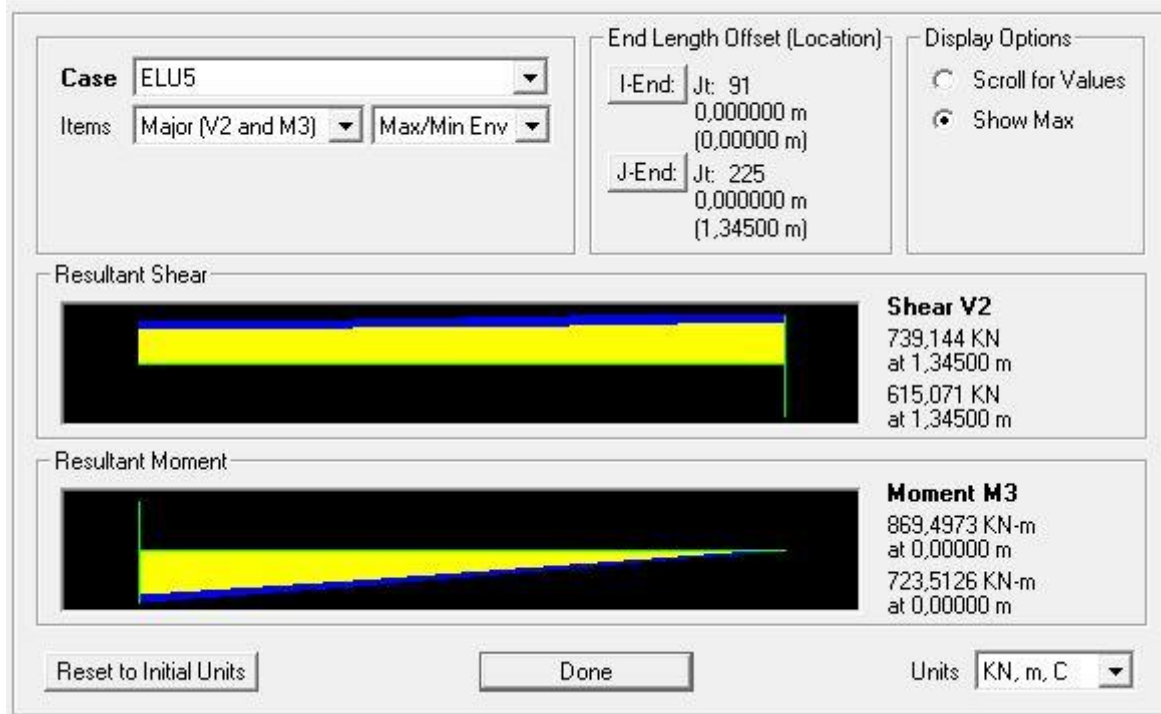 Case ELU5
Items Major (V2 and M3) Max/Min Env
End Length Offset (Location)
I-End: Jt: 91
0,000000 m
(0,00000 m)
J-End: Jt: 225
0,000000 m
(1,34500 m)
Display Options
Scroll for Values
Show Max
Resultant Shear
Shear V2
739,144 KN
at 1,34500 m
615,071 KN
at 1,34500 m
Resultant Moment
Moment M3
869,4973 KN-m
at 0,00000 m
723,5126 KN-m
at 0,00000 m
Reset to Initial Units
Done
Units KN, m, C